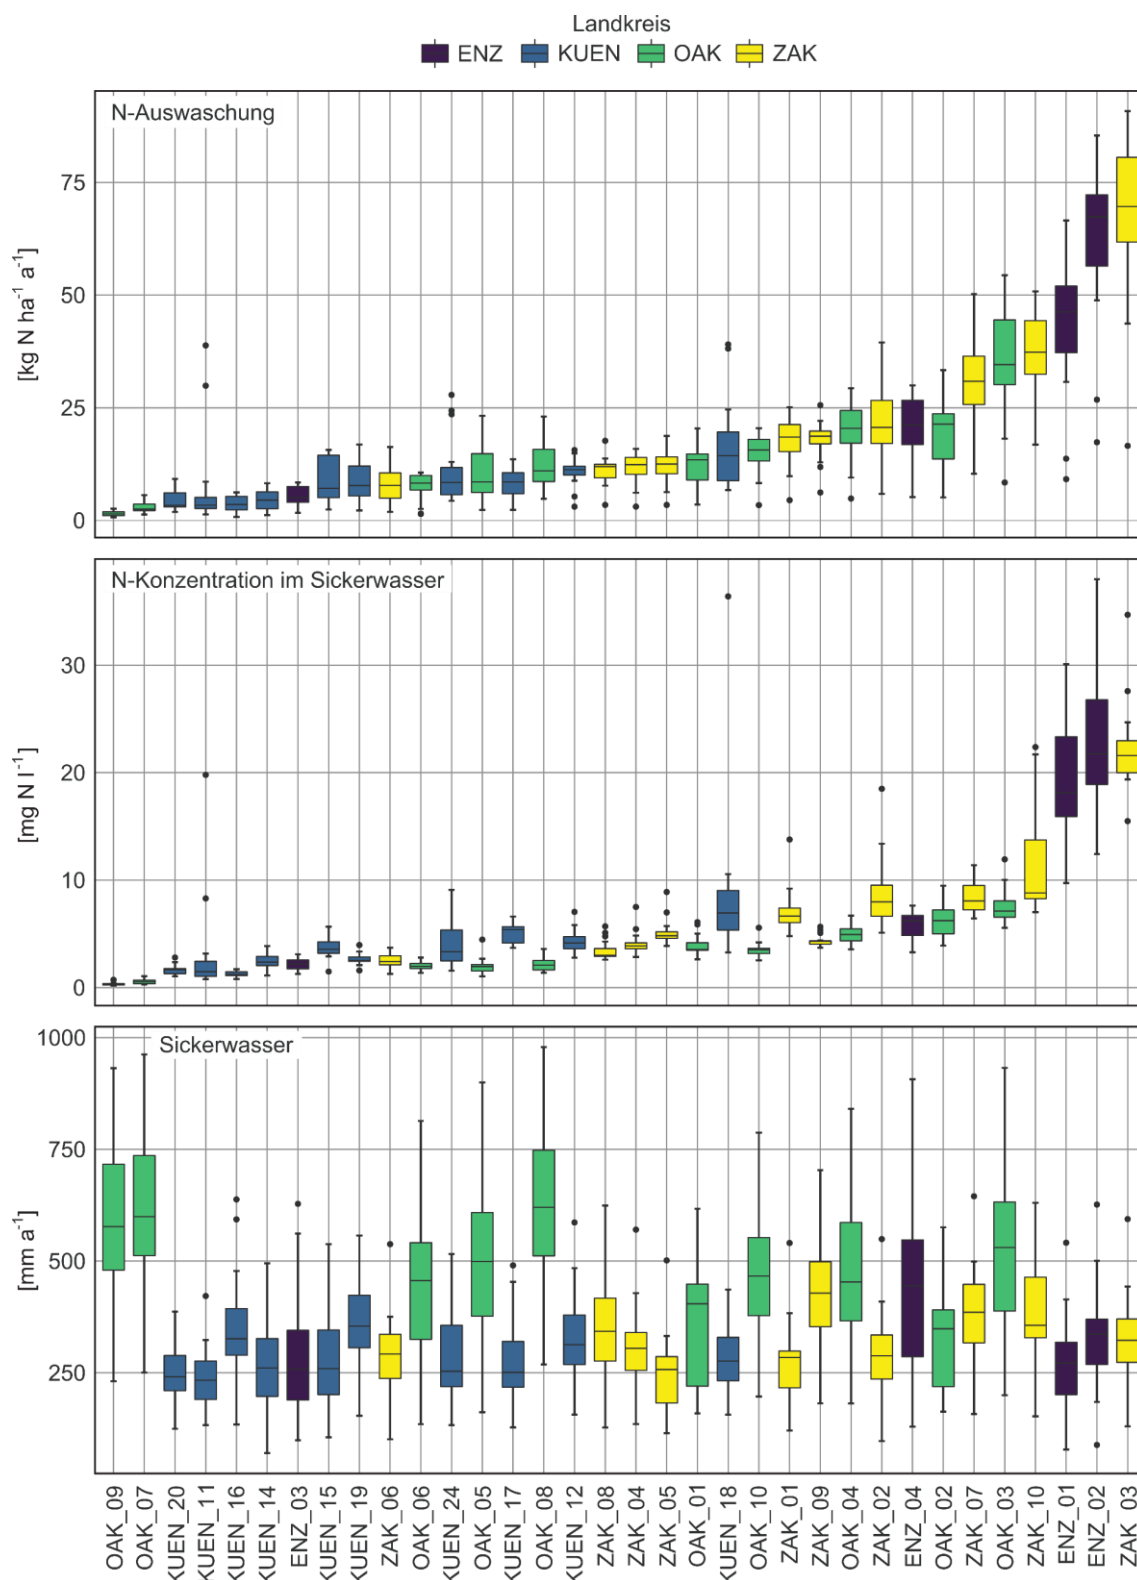 Landkreis
ENZ KUEN OAK ZAK
N-Auswaschung
75
50
25
0
[kg N ha⁻¹ a⁻¹]
N-Konzentration im Sickerwasser
30
20
10
0
[mg N l⁻¹]
Sickerwasser
1000
750
500
250
[mm a⁻¹]
OAK_09
OAK_07
KUEN_20
KUEN_11
KUEN_16
KUEN_14
ENZ_03
KUEN_15
KUEN_19
ZAK_06
OAK_06
KUEN_24
OAK_05
KUEN_17
OAK_08
KUEN_12
ZAK_08
ZAK_04
ZAK_05
OAK_01
KUEN_18
OAK_10
ZAK_01
ZAK_09
OAK_04
ZAK_02
ENZ_04
OAK_02
ZAK_07
OAK_03
ZAK_10
ENZ_01
ENZ_02
ZAK_03